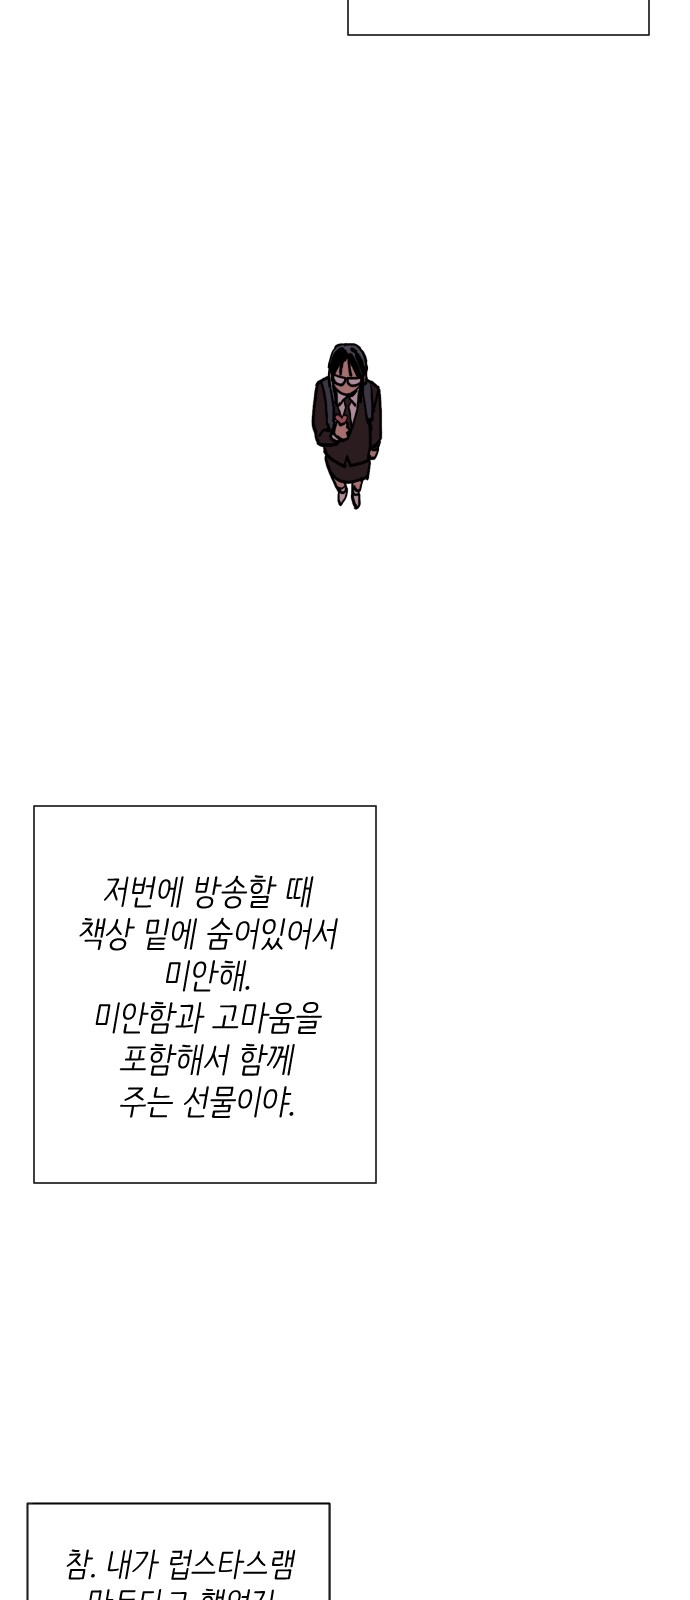 저번에 방송할 때
책상 밑에 숨어있어서
미안해.
미안함과 고마움을
포함해서 함께
주는 선물이야.
참. 내가 럽스타스램